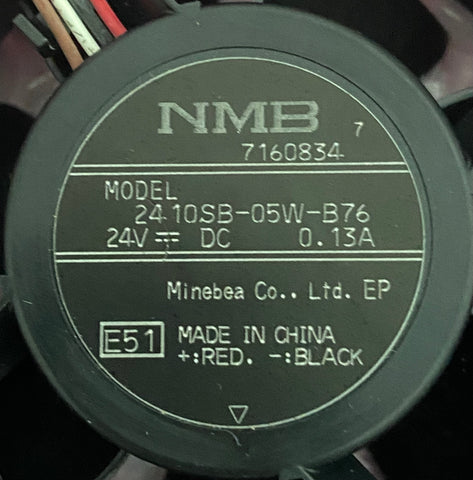 NMB 7
7160834
MODEL
2410SB-05W-B76
24V ⎓ DC 0.13A
Minebea Co., Ltd. EP
E51 MADE IN CHINA
+:RED. -:BLACK